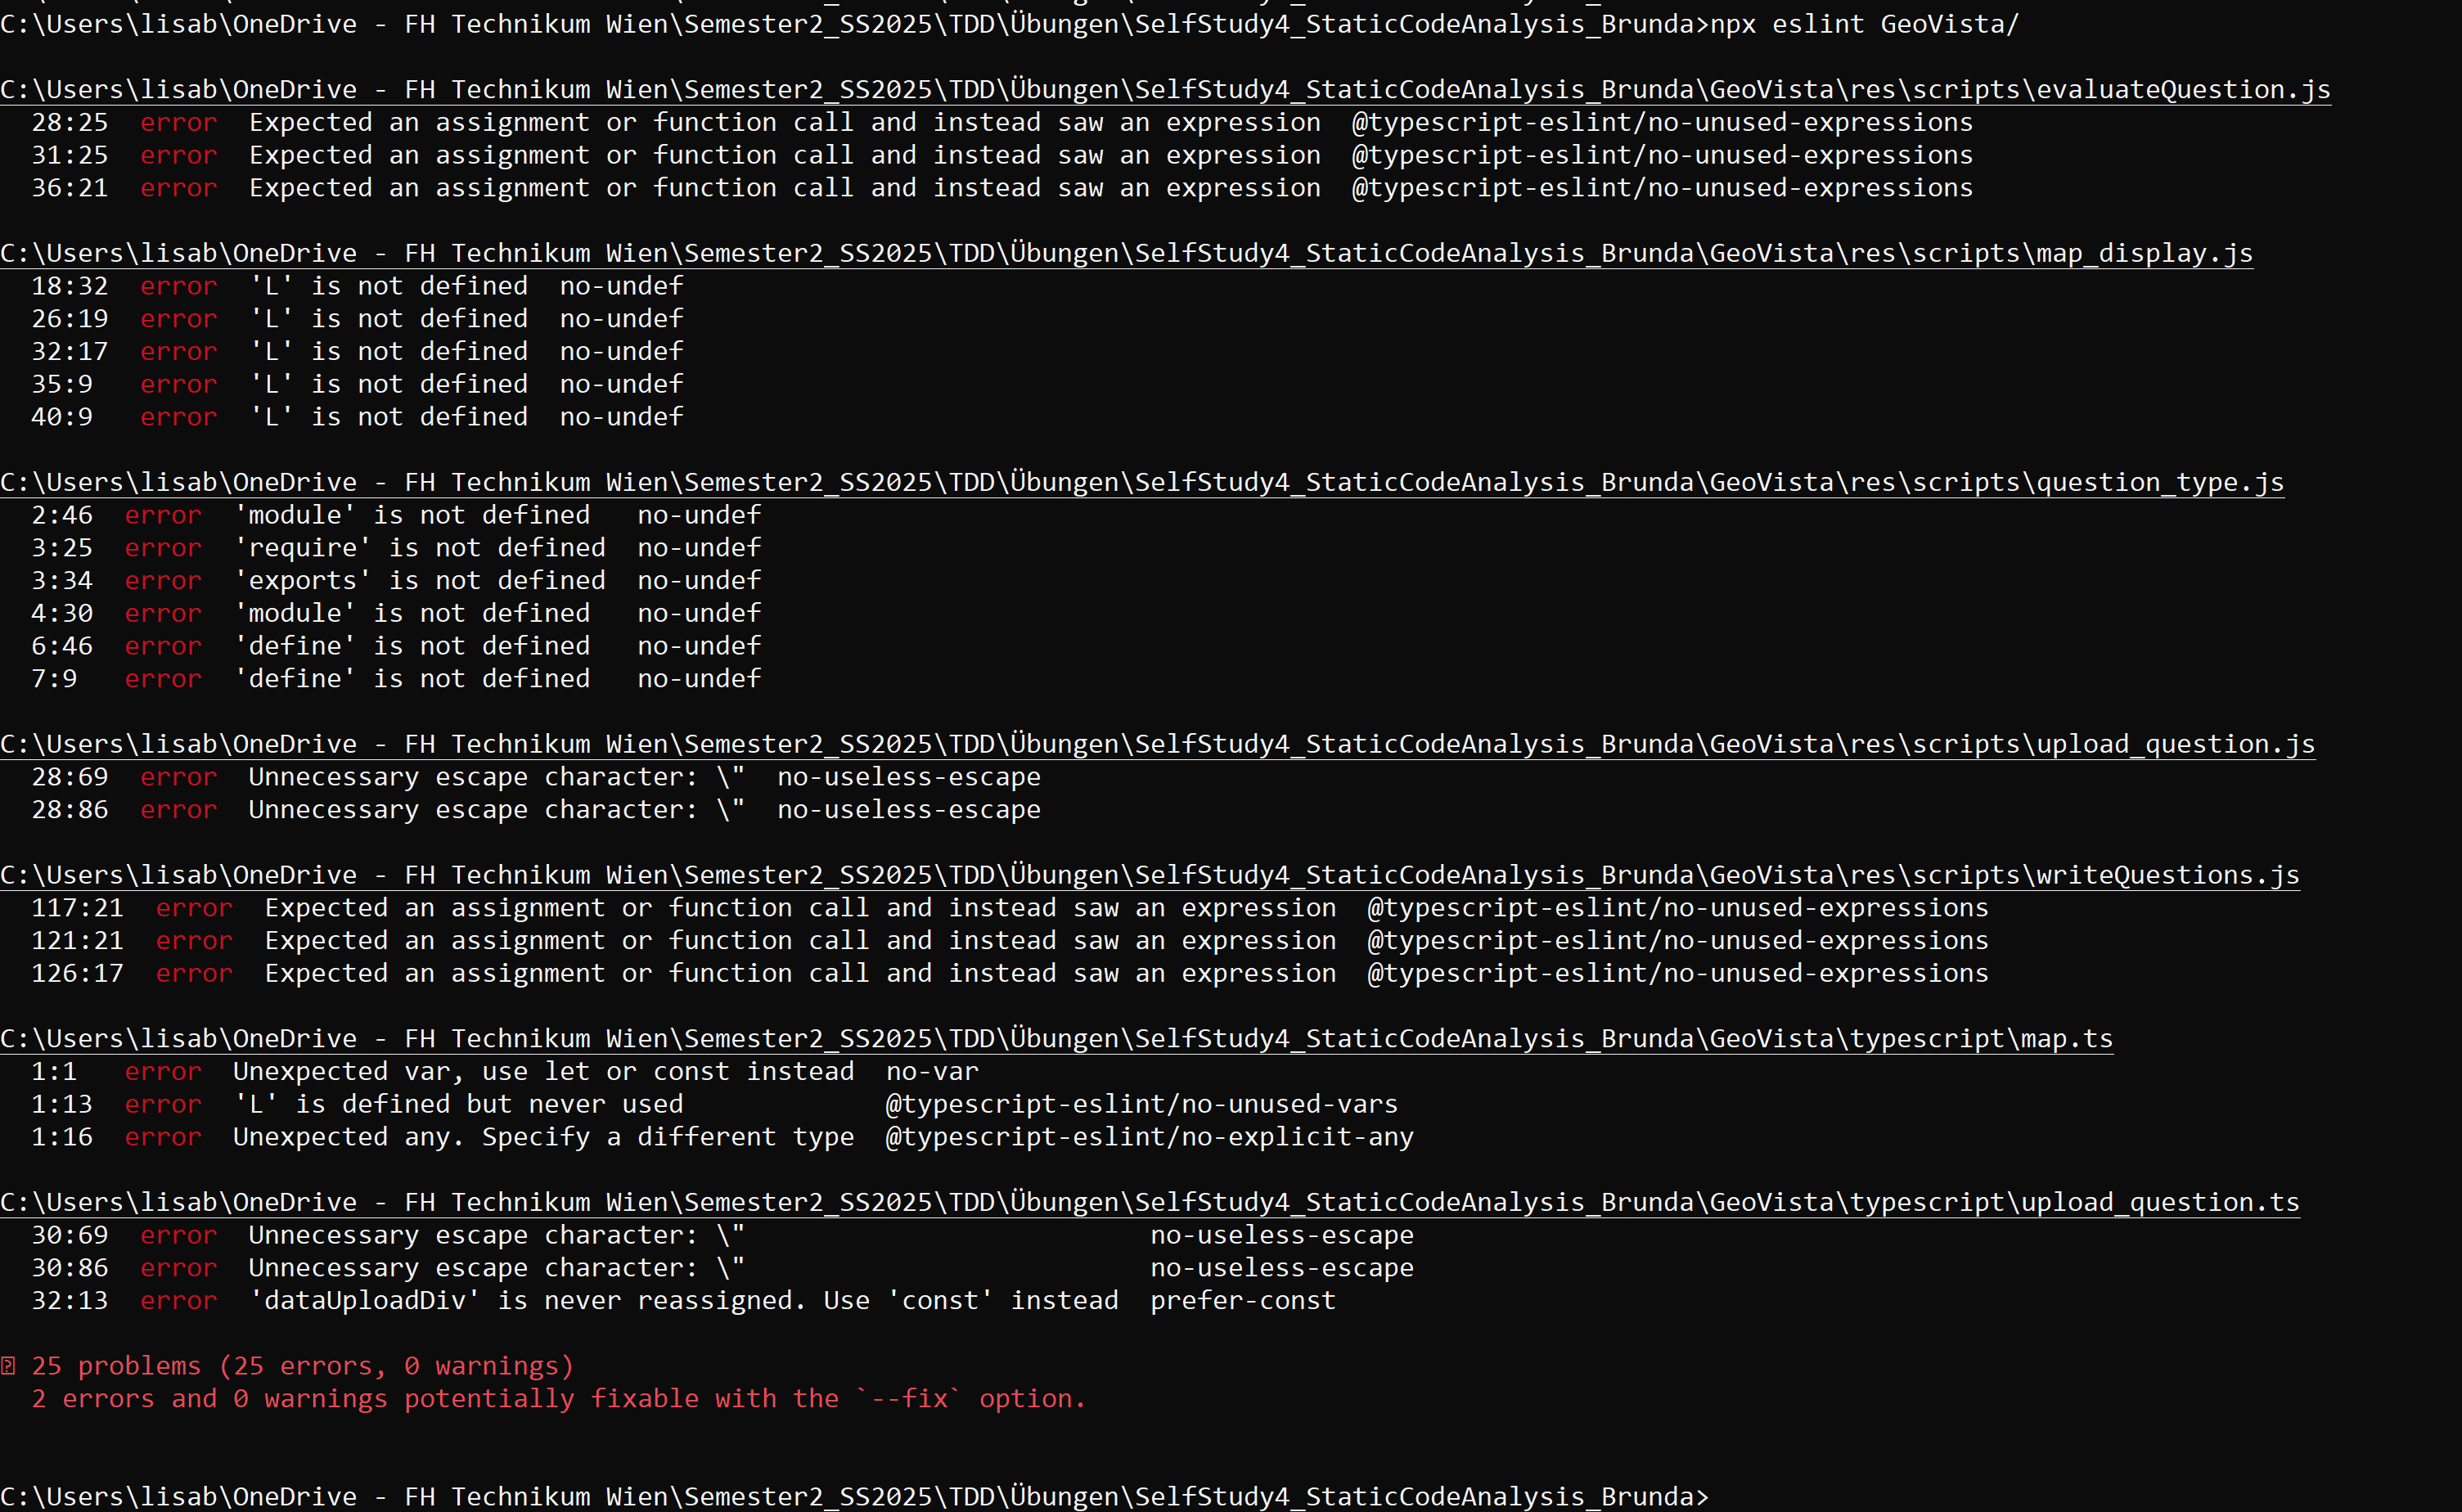 C:\Users\lisab\OneDrive - FH Technikum Wien\Semester2_SS2025\TDD\Übungen\SelfStudy4_StaticCodeAnalysis_Brunda>npx eslint GeoVista/
C:\Users\lisab\OneDrive - FH Technikum Wien\Semester2_SS2025\TDD\Übungen\SelfStudy4_StaticCodeAnalysis_Brunda\GeoVista\res\scripts\evaluateQuestion.js
28:25 error Expected an assignment or function call and instead saw an expression @typescript-eslint/no-unused-expressions
31:25 error Expected an assignment or function call and instead saw an expression @typescript-eslint/no-unused-expressions
36:21 error Expected an assignment or function call and instead saw an expression @typescript-eslint/no-unused-expressions
C:\Users\lisab\OneDrive - FH Technikum Wien\Semester2_SS2025\TDD\Übungen\SelfStudy4_StaticCodeAnalysis_Brunda\GeoVista\res\scripts\map_display.js
18:32 error 'L' is not defined no-undef
26:19 error 'L' is not defined no-undef
32:17 error 'L' is not defined no-undef
35:9 error 'L' is not defined no-undef
40:9 error 'L' is not defined no-undef
C:\Users\lisab\OneDrive - FH Technikum Wien\Semester2_SS2025\TDD\Übungen\SelfStudy4_StaticCodeAnalysis_Brunda\GeoVista\res\scripts\question_type.js
2:46 error 'module' is not defined no-undef
3:25 error 'require' is not defined no-undef
3:34 error 'exports' is not defined no-undef
4:30 error 'module' is not defined no-undef
6:46 error 'define' is not defined no-undef
7:9 error 'define' is not defined no-undef
C:\Users\lisab\OneDrive - FH Technikum Wien\Semester2_SS2025\TDD\Übungen\SelfStudy4_StaticCodeAnalysis_Brunda\GeoVista\res\scripts\upload_question.js
28:69 error Unnecessary escape character: \" no-useless-escape
28:86 error Unnecessary escape character: \" no-useless-escape
C:\Users\lisab\OneDrive - FH Technikum Wien\Semester2_SS2025\TDD\Übungen\SelfStudy4_StaticCodeAnalysis_Brunda\GeoVista\res\scripts\writeQuestions.js
117:21 error Expected an assignment or function call and instead saw an expression @typescript-eslint/no-unused-expressions
121:21 error Expected an assignment or function call and instead saw an expression @typescript-eslint/no-unused-expressions
126:17 error Expected an assignment or function call and instead saw an expression @typescript-eslint/no-unused-expressions
C:\Users\lisab\OneDrive - FH Technikum Wien\Semester2_SS2025\TDD\Übungen\SelfStudy4_StaticCodeAnalysis_Brunda\GeoVista\typescript\map.ts
1:1 error Unexpected var, use let or const instead no-var
1:13 error 'L' is defined but never used @typescript-eslint/no-unused-vars
1:16 error Unexpected any. Specify a different type @typescript-eslint/no-explicit-any
C:\Users\lisab\OneDrive - FH Technikum Wien\Semester2_SS2025\TDD\Übungen\SelfStudy4_StaticCodeAnalysis_Brunda\GeoVista\typescript\upload_question.ts
30:69 error Unnecessary escape character: \" no-useless-escape
30:86 error Unnecessary escape character: \" no-useless-escape
32:13 error 'dataUploadDiv' is never reassigned. Use 'const' instead prefer-const
25 problems (25 errors, 0 warnings)
2 errors and 0 warnings potentially fixable with the `--fix` option.
C:\Users\lisab\OneDrive - FH Technikum Wien\Semester2_SS2025\TDD\Übungen\SelfStudy4_StaticCodeAnalysis_Brunda>